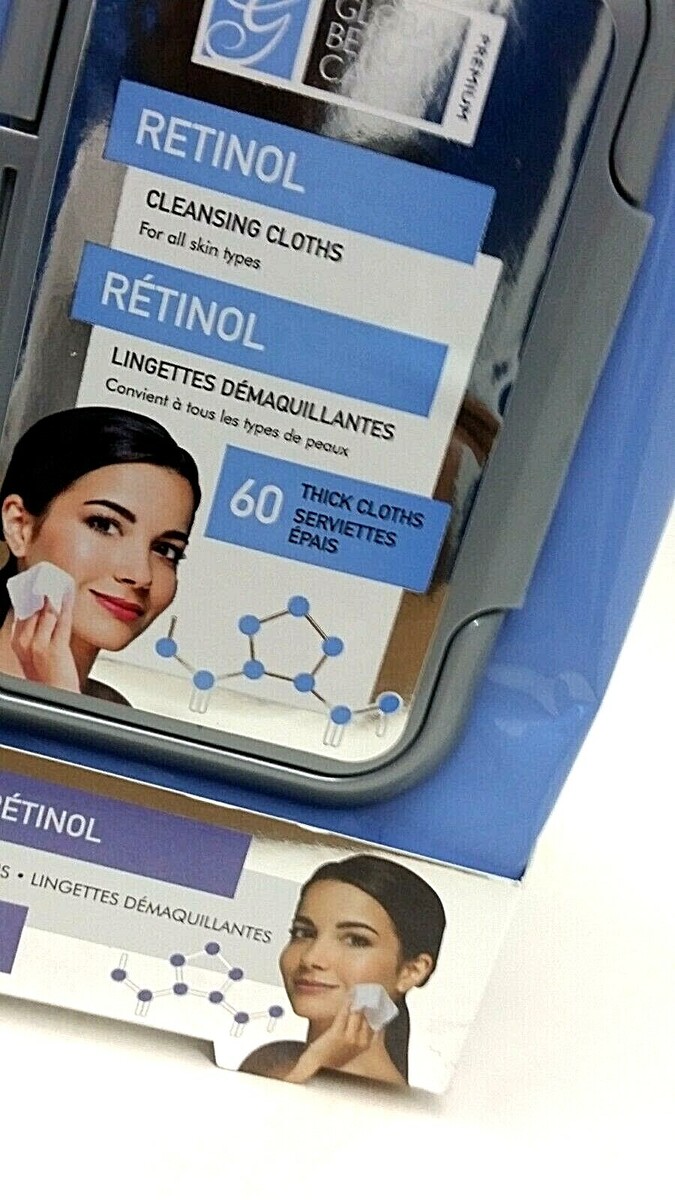 PREMIUM
RETINOL
CLEANSING CLOTHS
For all skin types
RÉTINOL
LINGETTES DÉMAQUILLANTES
Convient à tous les types de peaux
60
THICK CLOTHS
SERVIETTES
ÉPAIS
RÉTINOL
S • LINGETTES DÉMAQUILLANTES